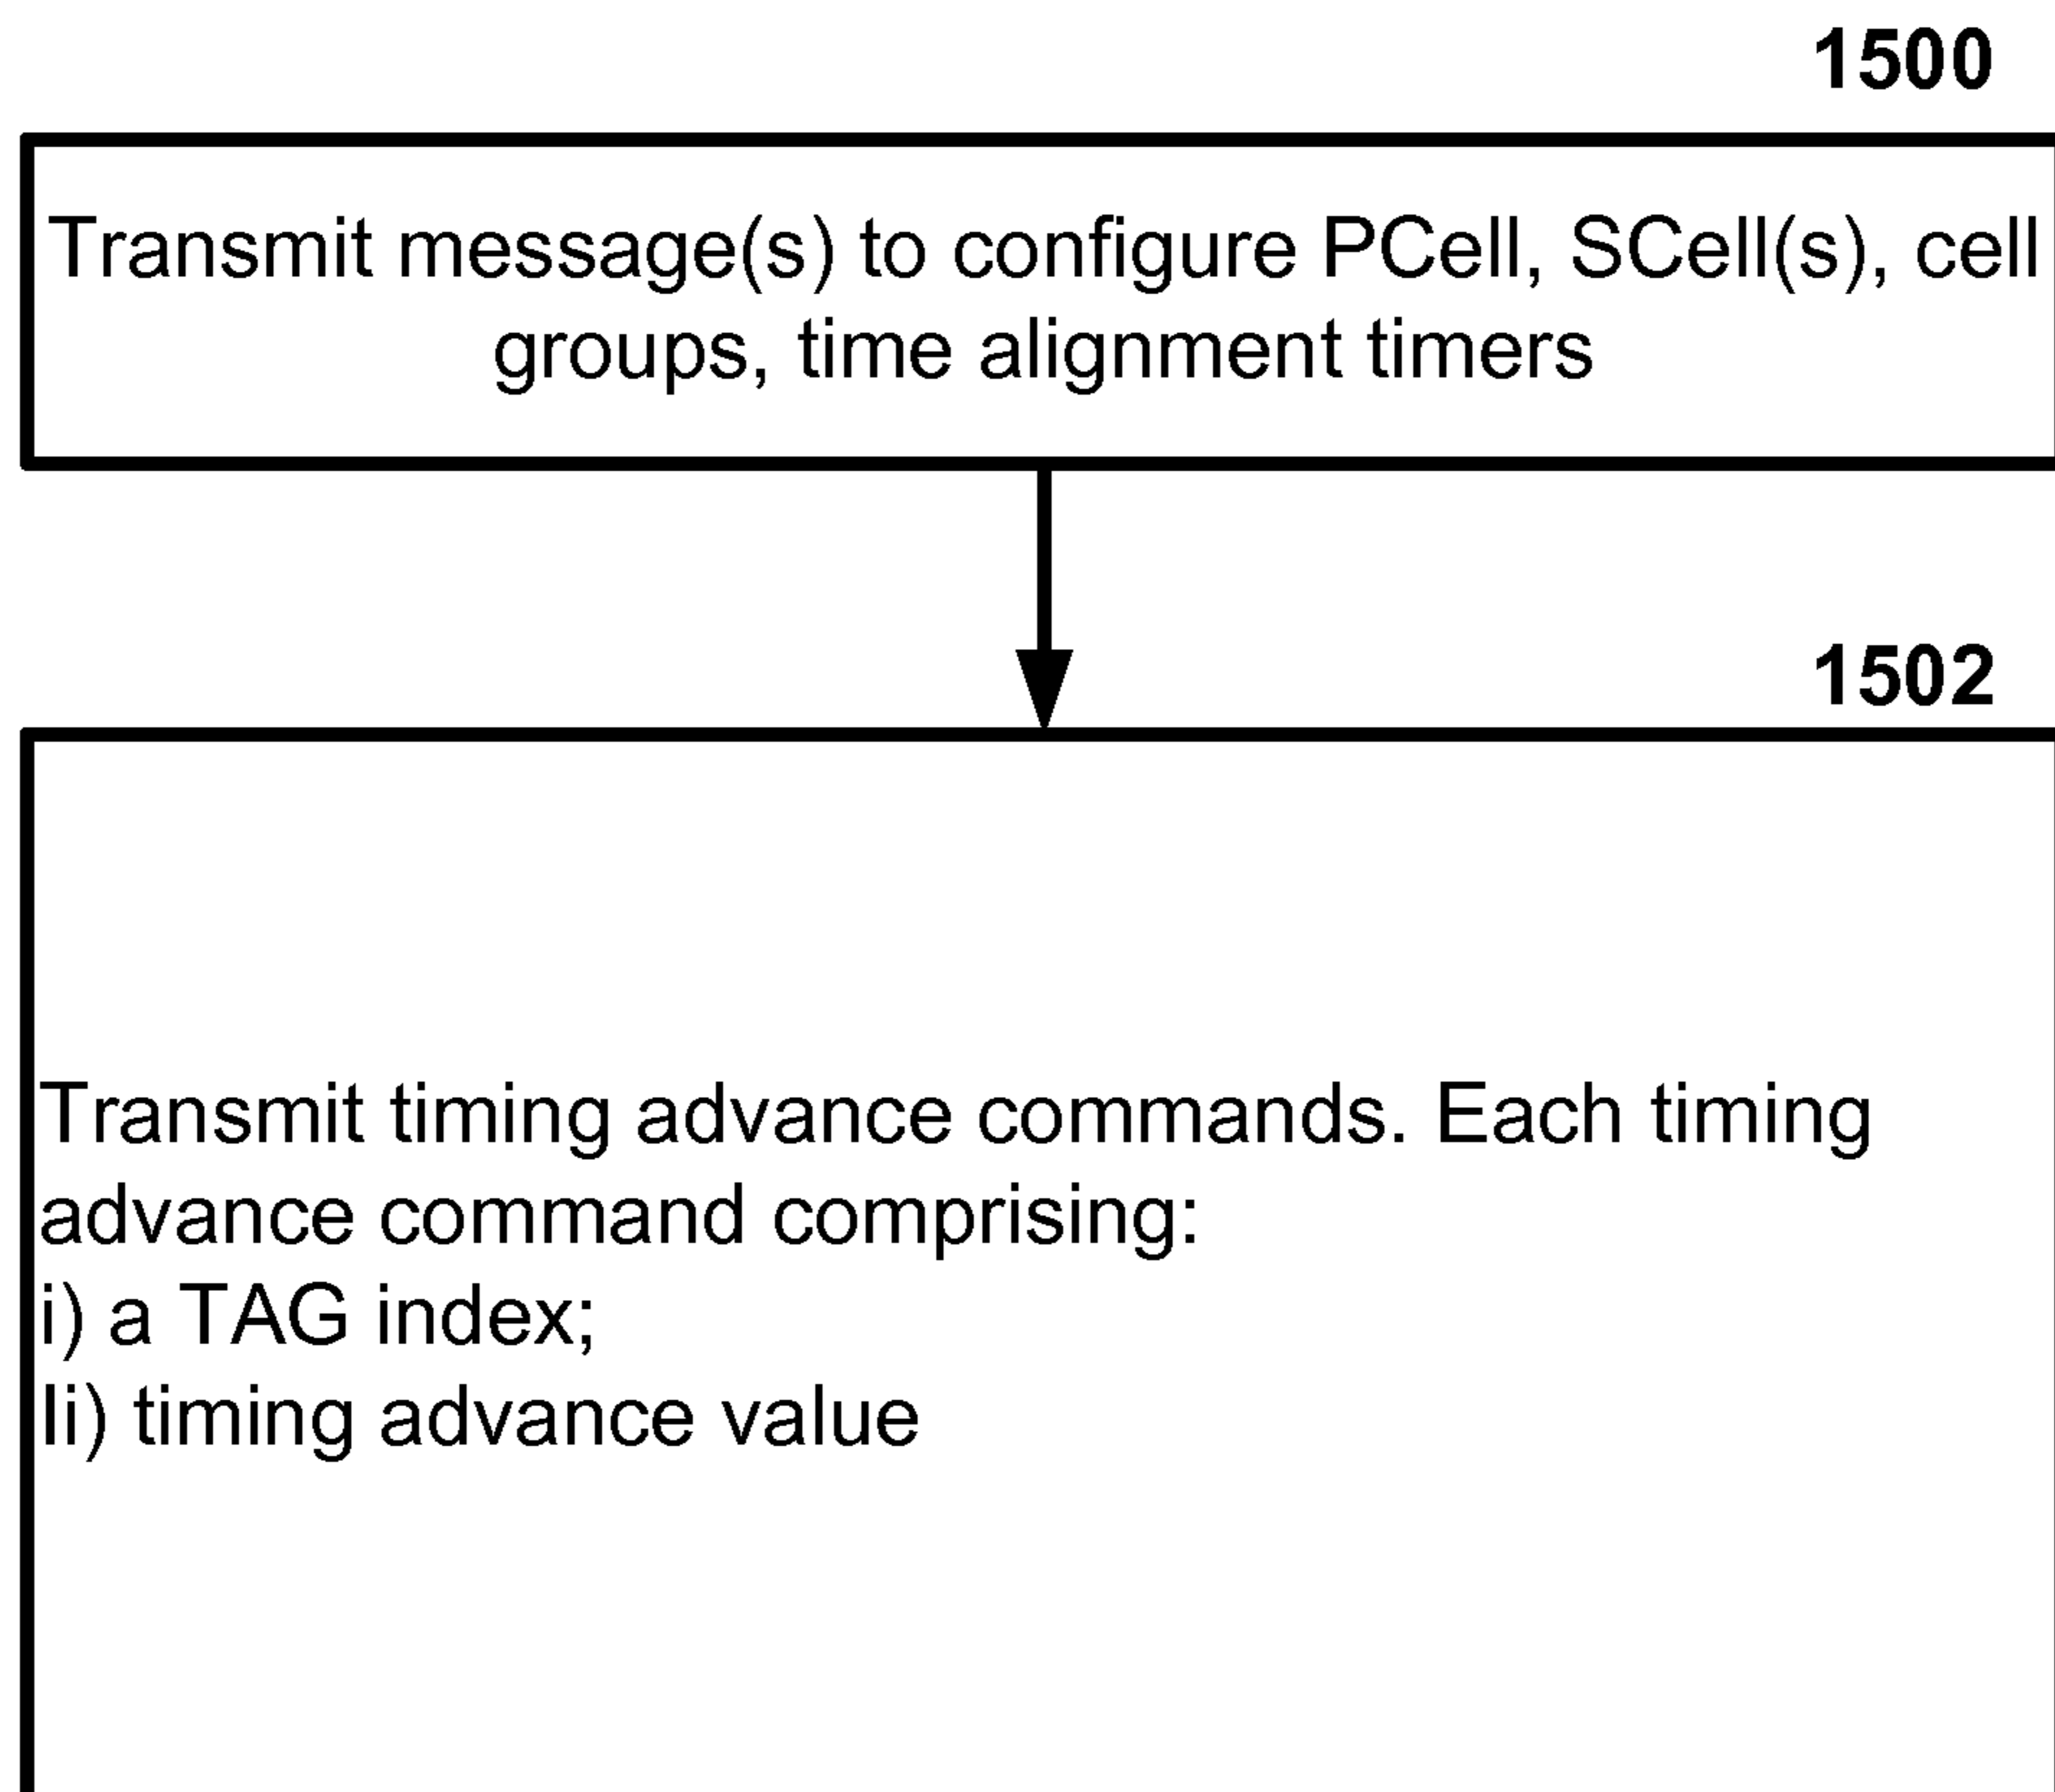 1500
Transmit message(s) to configure PCell, SCell(s), cell
groups, time alignment timers
1502
Transmit timing advance commands. Each timing
advance command comprising:
i) a TAG index;
Ii) timing advance value